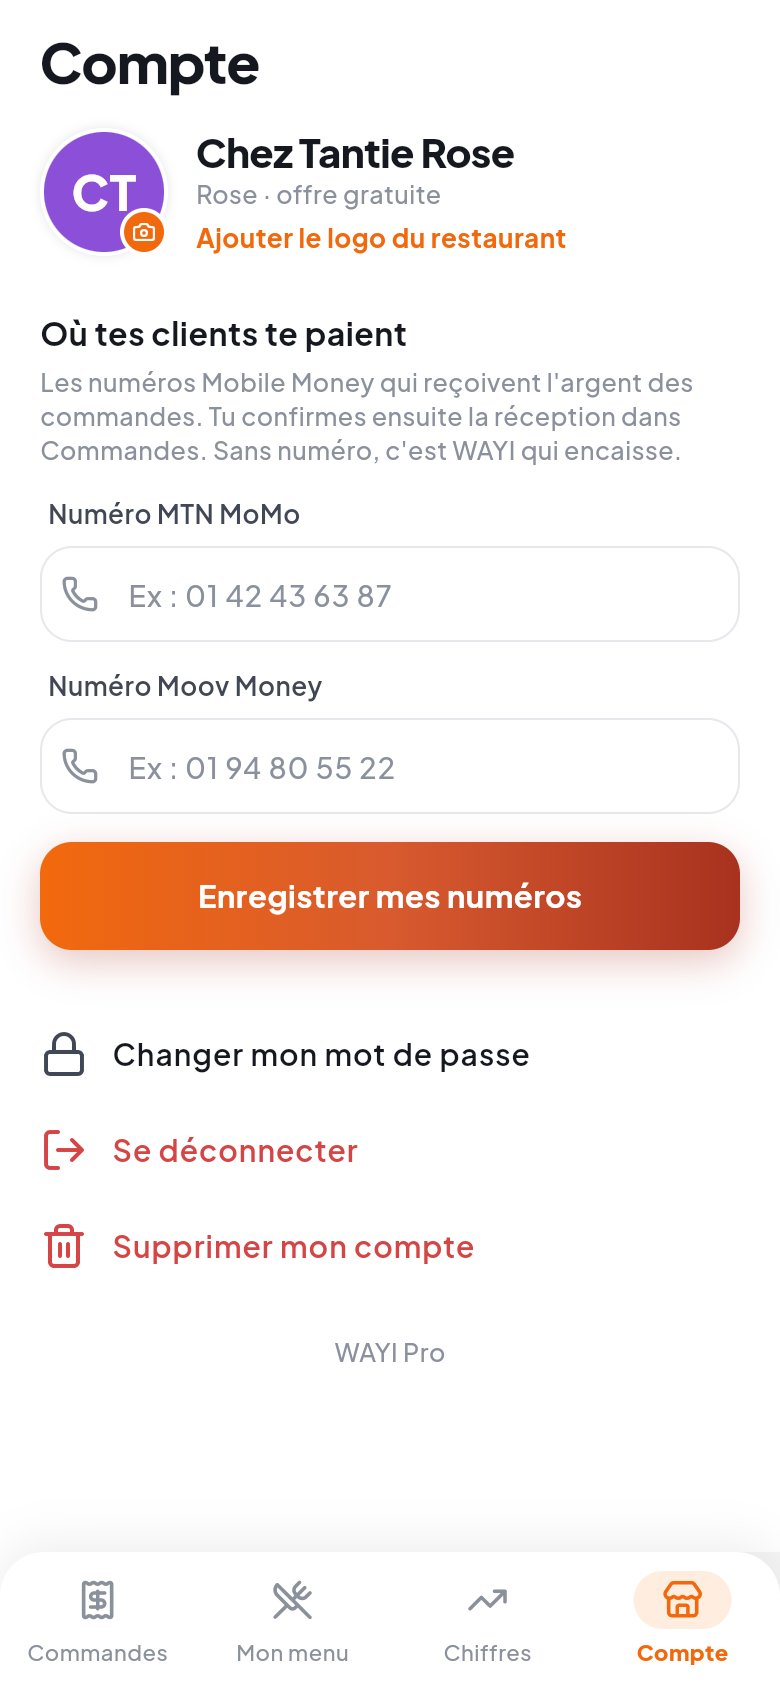 Compte
CT
Chez Tantie Rose
Rose · offre gratuite
Ajouter le logo du restaurant
Où tes clients te paient
Les numéros Mobile Money qui reçoivent l'argent des
commandes. Tu confirmes ensuite la réception dans
Commandes. Sans numéro, c'est WAYI qui encaisse.
Numéro MTN MoMo
Ex : 01 42 43 63 87
Numéro Moov Money
Ex : 01 94 80 55 22
Enregistrer mes numéros
Changer mon mot de passe
Se déconnecter
Supprimer mon compte
WAYI Pro
Commandes Mon menu Chiffres Compte